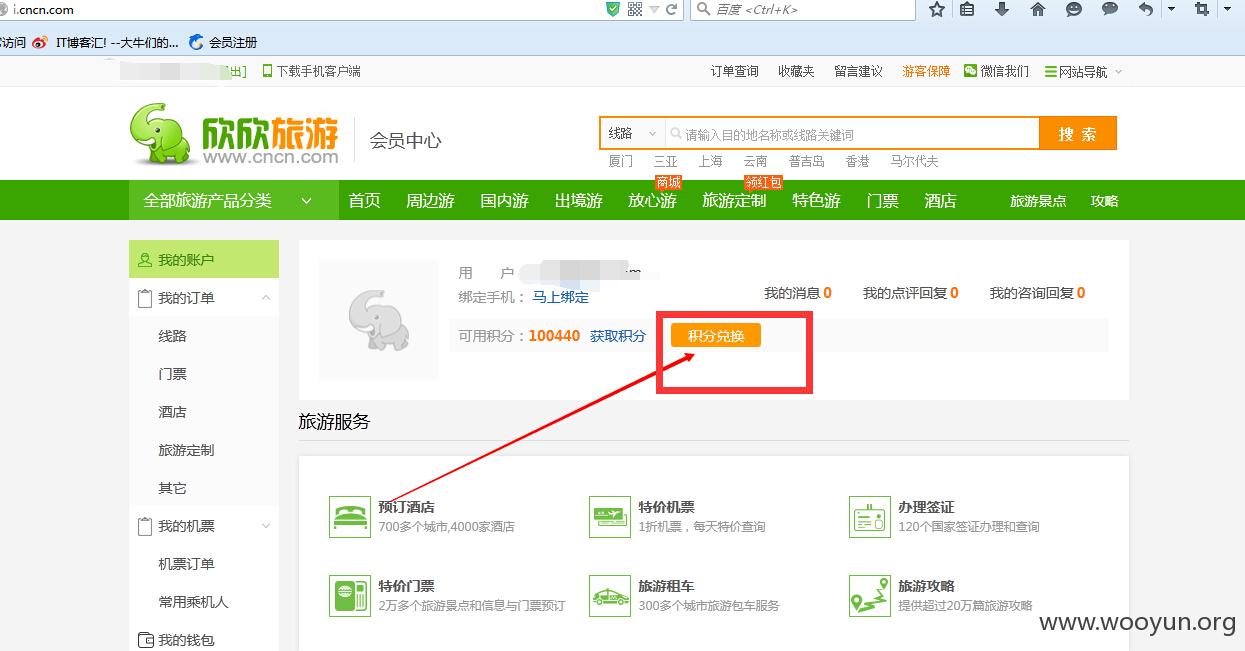 i.cncn.com
百度 <Ctrl+K>
访问 IT博客汇! --大牛们的... 会员注册
出] 下载手机客户端 订单查询 收藏夹 留言建议 游客保障 微信我们 网站导航
欣欣旅游
www.cncn.com
会员中心
线路 请输入目的地名称或线路关键词 搜 索
厦门 三亚 上海 云南 普吉岛 香港 马尔代夫
商城 领红包
全部旅游产品分类 首页 周边游 国内游 出境游 放心游 旅游定制 特色游 门票 酒店 旅游景点 攻略
我的账户
我的订单
线路
门票
酒店
旅游定制
其它
我的机票
机票订单
常用乘机人
我的钱包
用 户
绑定手机： 马上绑定
我的消息 0 我的点评回复 0 我的咨询回复 0
可用积分：100440 获取积分 积分兑换
旅游服务
预订酒店
700多个城市,4000家酒店
特价机票
1折机票，每天特价查询
办理签证
120个国家签证办理和查询
特价门票
2万多个旅游景点和信息与门票预订
旅游租车
300多个城市旅游包车服务
旅游攻略
提供超过20万篇旅游攻略
www.wooyun.org